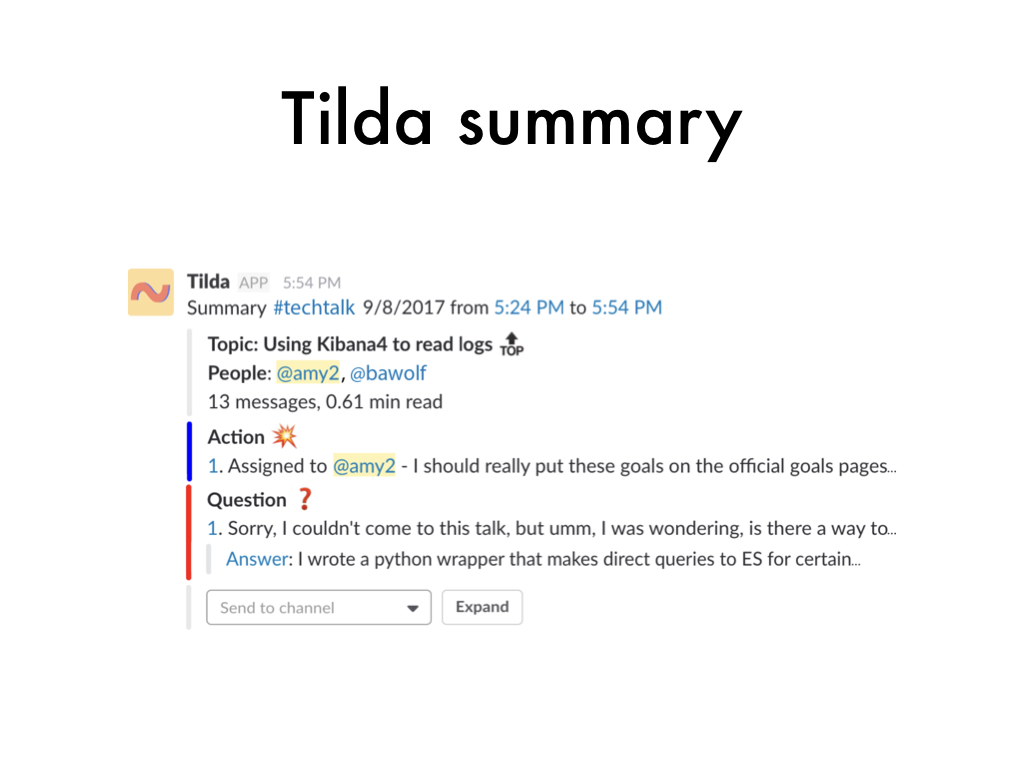 Tilda summary
Tilda APP 5:54 PM
Summary #techtalk 9/8/2017 from 5:24 PM to 5:54 PM
Topic: Using Kibana4 to read logs TOP
People: @amy2, @bawolf
13 messages, 0.61 min read
Action
1. Assigned to @amy2 - I should really put these goals on the official goals pages...
Question ❓
1. Sorry, I couldn't come to this talk, but umm, I was wondering, is there a way to...
Answer: I wrote a python wrapper that makes direct queries to ES for certain...
Send to channel Expand